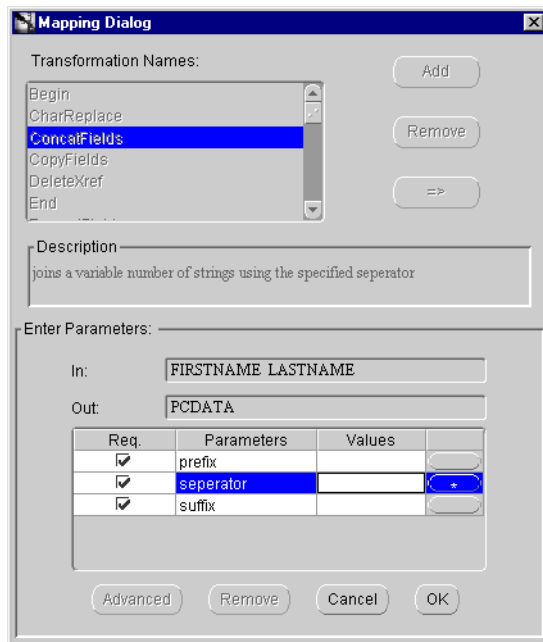 Mapping Dialog
Transformation Names:
Add
Begin
CharReplace
ConcatFields
Remove
CopyFields
DeleteXref
=>
End
Description
joins a variable number of strings using the specified seperator
Enter Parameters:
In: FIRSTNAME LASTNAME
Out: PCDATA
Req. Parameters Values
prefix
seperator *
suffix
Advanced Remove Cancel OK